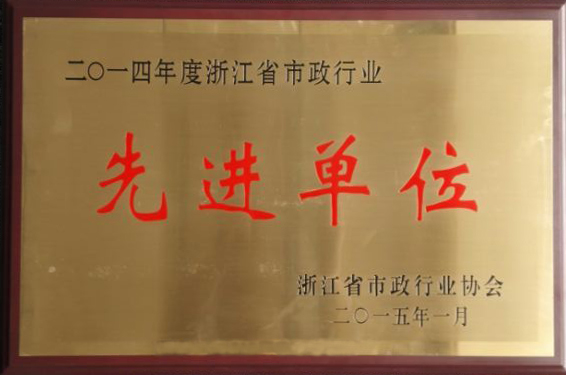 二〇一四年度浙江省市政行业
先进单位
浙江省市政行业协会
二〇一五年一月